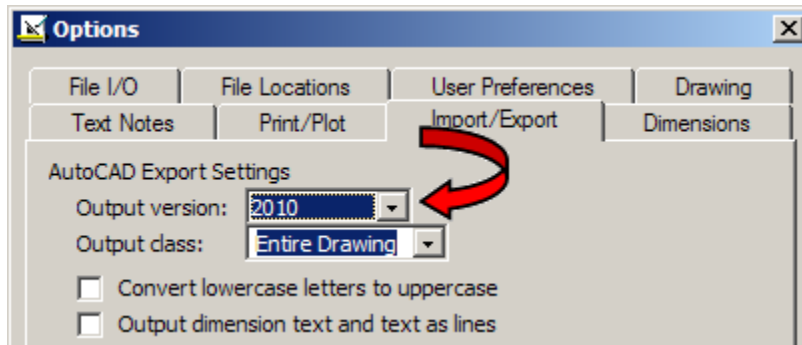 Options
File I/O File Locations User Preferences Drawing
Text Notes Print/Plot Import/Export Dimensions
AutoCAD Export Settings
Output version: 2010
Output class: Entire Drawing
Convert lowercase letters to uppercase
Output dimension text and text as lines